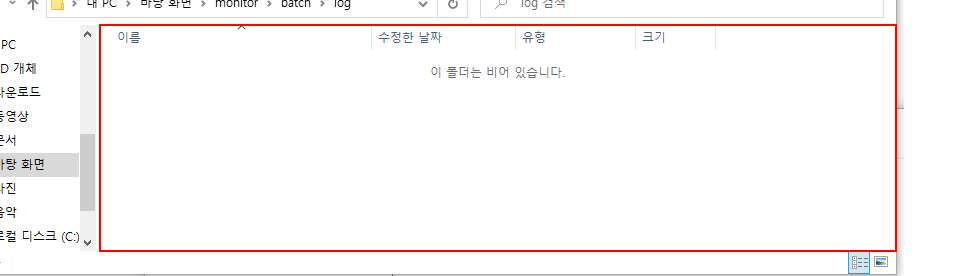 내 PC > 바탕 화면 > monitor > batch > log
log 검색
이름 수정한 날짜 유형 크기
이 폴더는 비어 있습니다.
PC
D 개체
다운로드
동영상
문서
바탕 화면
사진
음악
로컬 디스크 (C:)